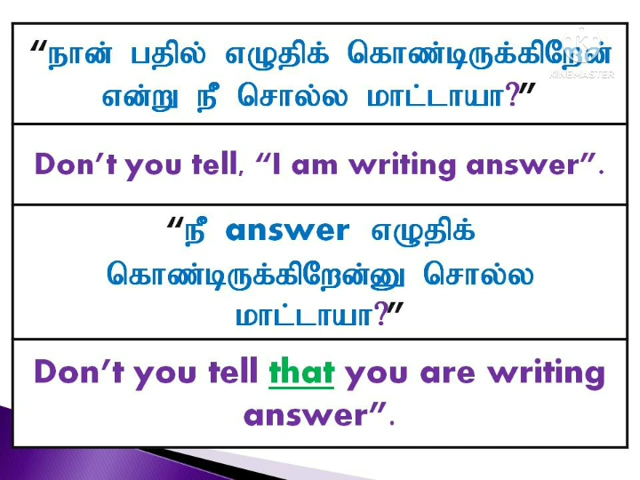 “நான் பதில் எழுதிக் கொண்டிருக்கிறேன்
என்று நீ சொல்ல மாட்டாயா?”
KINEMASTER
Don’t you tell, “I am writing answer”.
“நீ answer எழுதிக்
கொண்டிருக்கிறேன்னு சொல்ல
மாட்டாயா?”
Don’t you tell that you are writing
answer”.